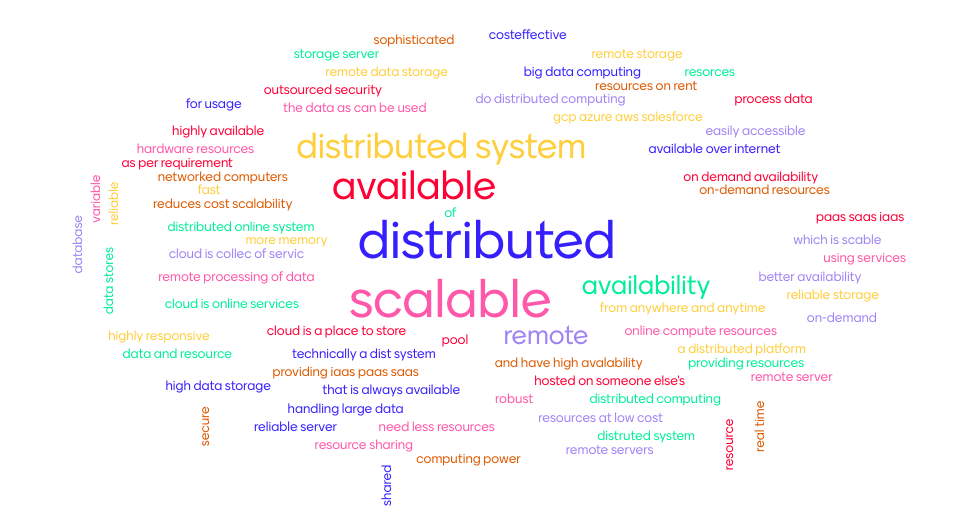 costeffective
sophisticated
storage server
remote storage
remote data storage
big data computing
resorces
outsourced security
resources on rent
for usage
the data as can be used
do distributed computing
process data
gcp azure aws salesforce
highly available
easily accessible
hardware resources
distributed system
available over internet
as per requirement
networked computers
on demand availability
fast
available
on-demand resources
variable
reliable
reduces cost scalability
of
paas saas iaas
distributed online system
database
more memory
distributed
which is scable
cloud is collec of servic
using services
data stores
remote processing of data
better availability
availability
reliable storage
cloud is online services
scalable
from anywhere and anytime
on-demand
highly responsive
cloud is a place to store
pool
remote
online compute resources
data and resource
technically a dist system
a distributed platform
and have high avalability
providing resources
providing iaas paas saas
remote server
high data storage
that is always available
hosted on someone else's
robust
distributed computing
handling large data
resources at low cost
secure
reliable server
need less resources
real time
distruted system
resource
resource sharing
remote servers
computing power
shared